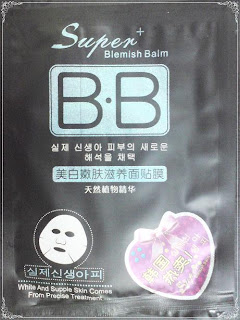 Super+
Blemish Balm
B·B
실제 신생아 피부의 새로운
해석을 채택
美白嫩肤滋养面贴膜
天然植物精华
실제신생아피
While And Supple Skin Comes
From Precise Treatment